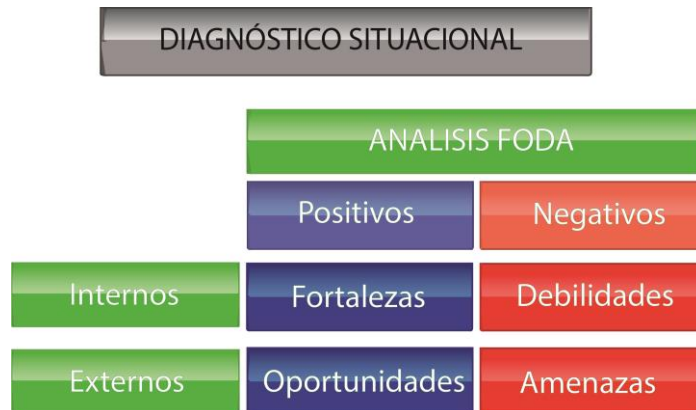 DIAGNÓSTICO SITUACIONAL
ANALISIS FODA
Positivos Negativos
Internos Fortalezas Debilidades
Externos Oportunidades Amenazas